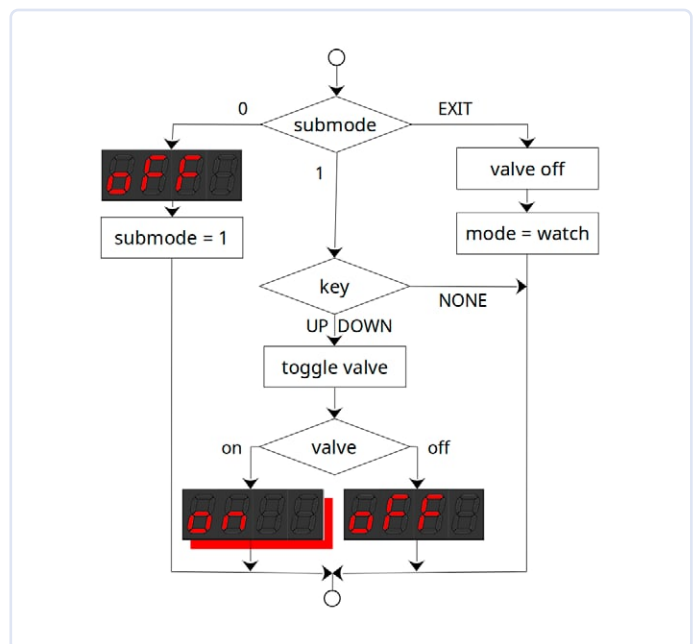 submode
0
EXIT
1
oFF
submode = 1
valve off
mode = watch
key
NONE
UP DOWN
toggle valve
valve
on
off
on
oFF